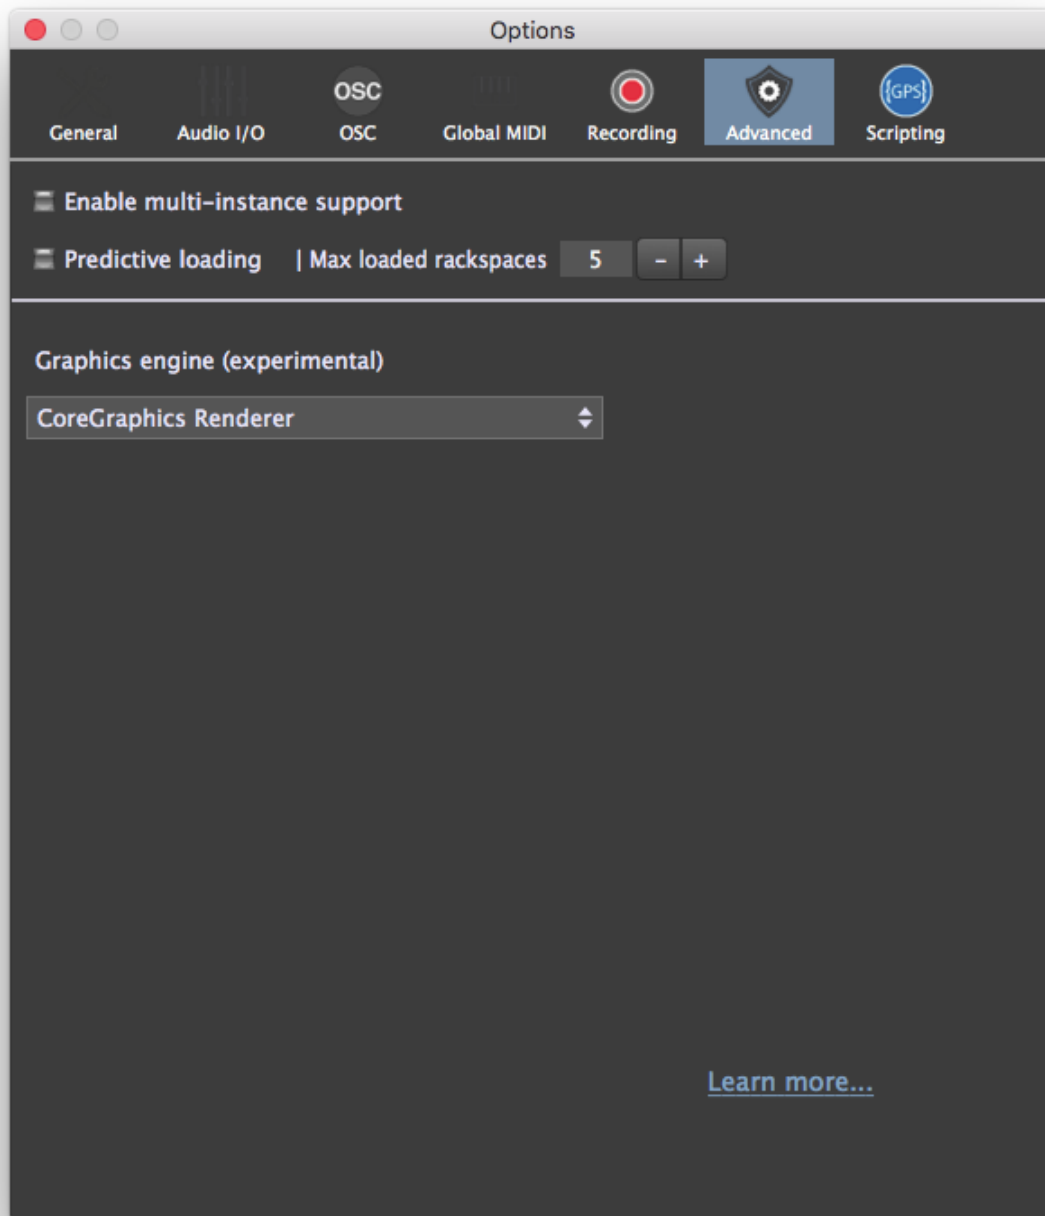 Options
OSC
{GPS}
General Audio I/O OSC Global MIDI Recording Advanced Scripting
Enable multi-instance support
Predictive loading | Max loaded rackspaces 5 - +
Graphics engine (experimental)
CoreGraphics Renderer
Learn more...